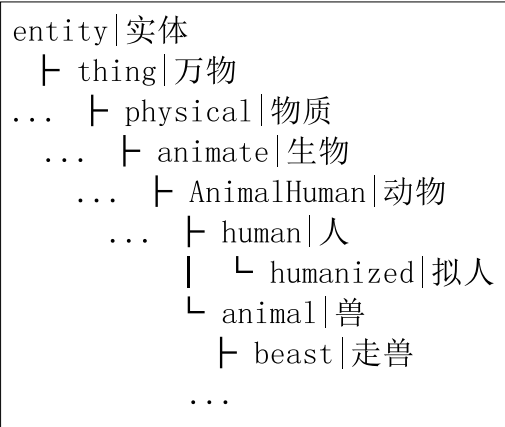 entity|实体
├ thing|万物
... ├ physical|物质
... ├ animate|生物
... ├ AnimalHuman|动物
... ├ human|人
┃ └ humanized|拟人
└ animal|兽
├ beast|走兽
...